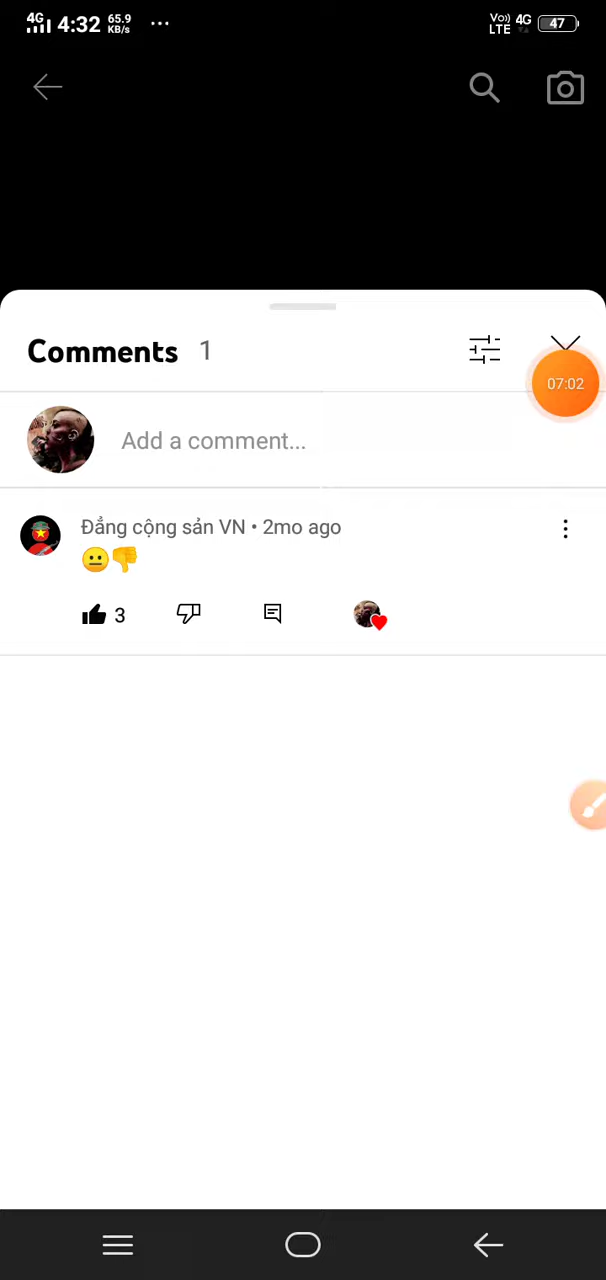 4G 4:32 65.9 KB/s ... Vo) LTE 4G 47
Comments 1
07:02
Add a comment...
Đẳng cộng sản VN • 2mo ago
😐👎
3